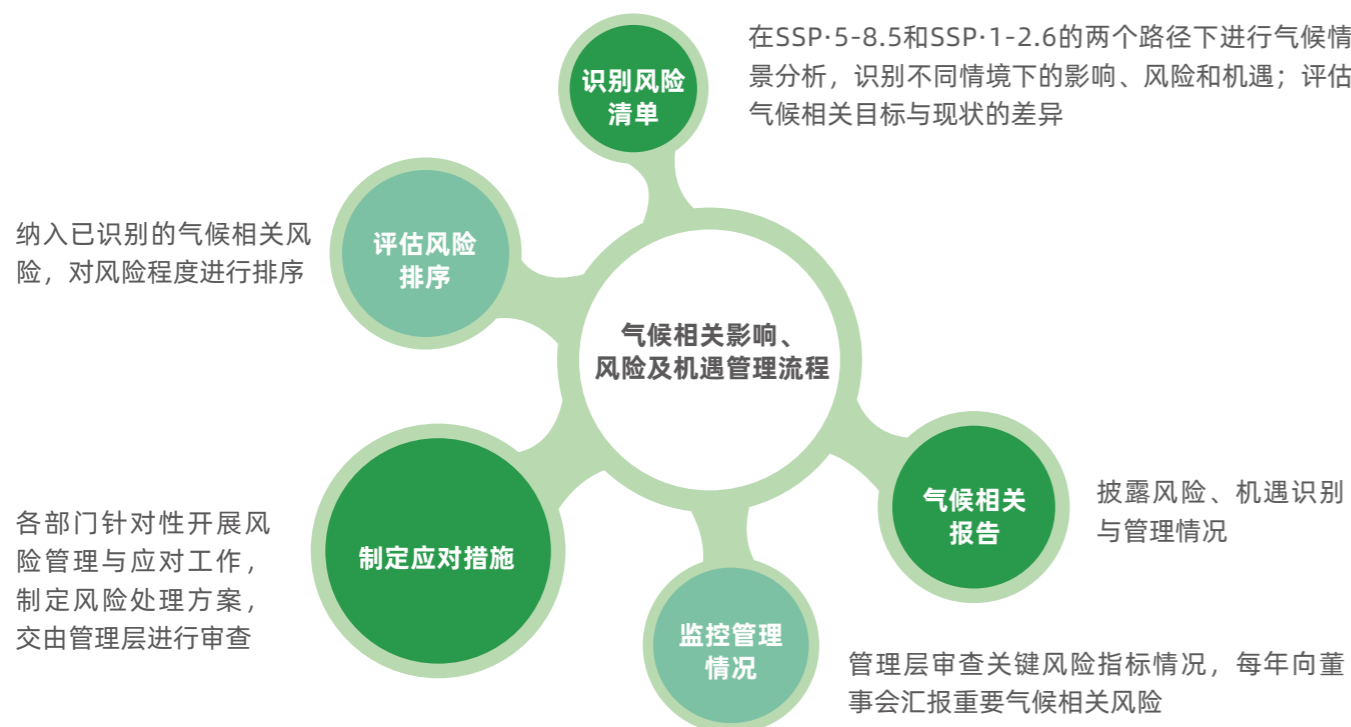 识别风险
清单
在SSP·5-8.5和SSP·1-2.6的两个路径下进行气候情
景分析，识别不同情境下的影响、风险和机遇；评估
气候相关目标与现状的差异
评估风险
排序
纳入已识别的气候相关风
险，对风险程度进行排序
气候相关影响、
风险及机遇管理流程
制定应对措施
各部门针对性开展风
险管理与应对工作，
制定风险处理方案，
交由管理层进行审查
监控管理
情况
管理层审查关键风险指标情况，每年向董
事会汇报重要气候相关风险
气候相关
报告
披露风险、机遇识别
与管理情况